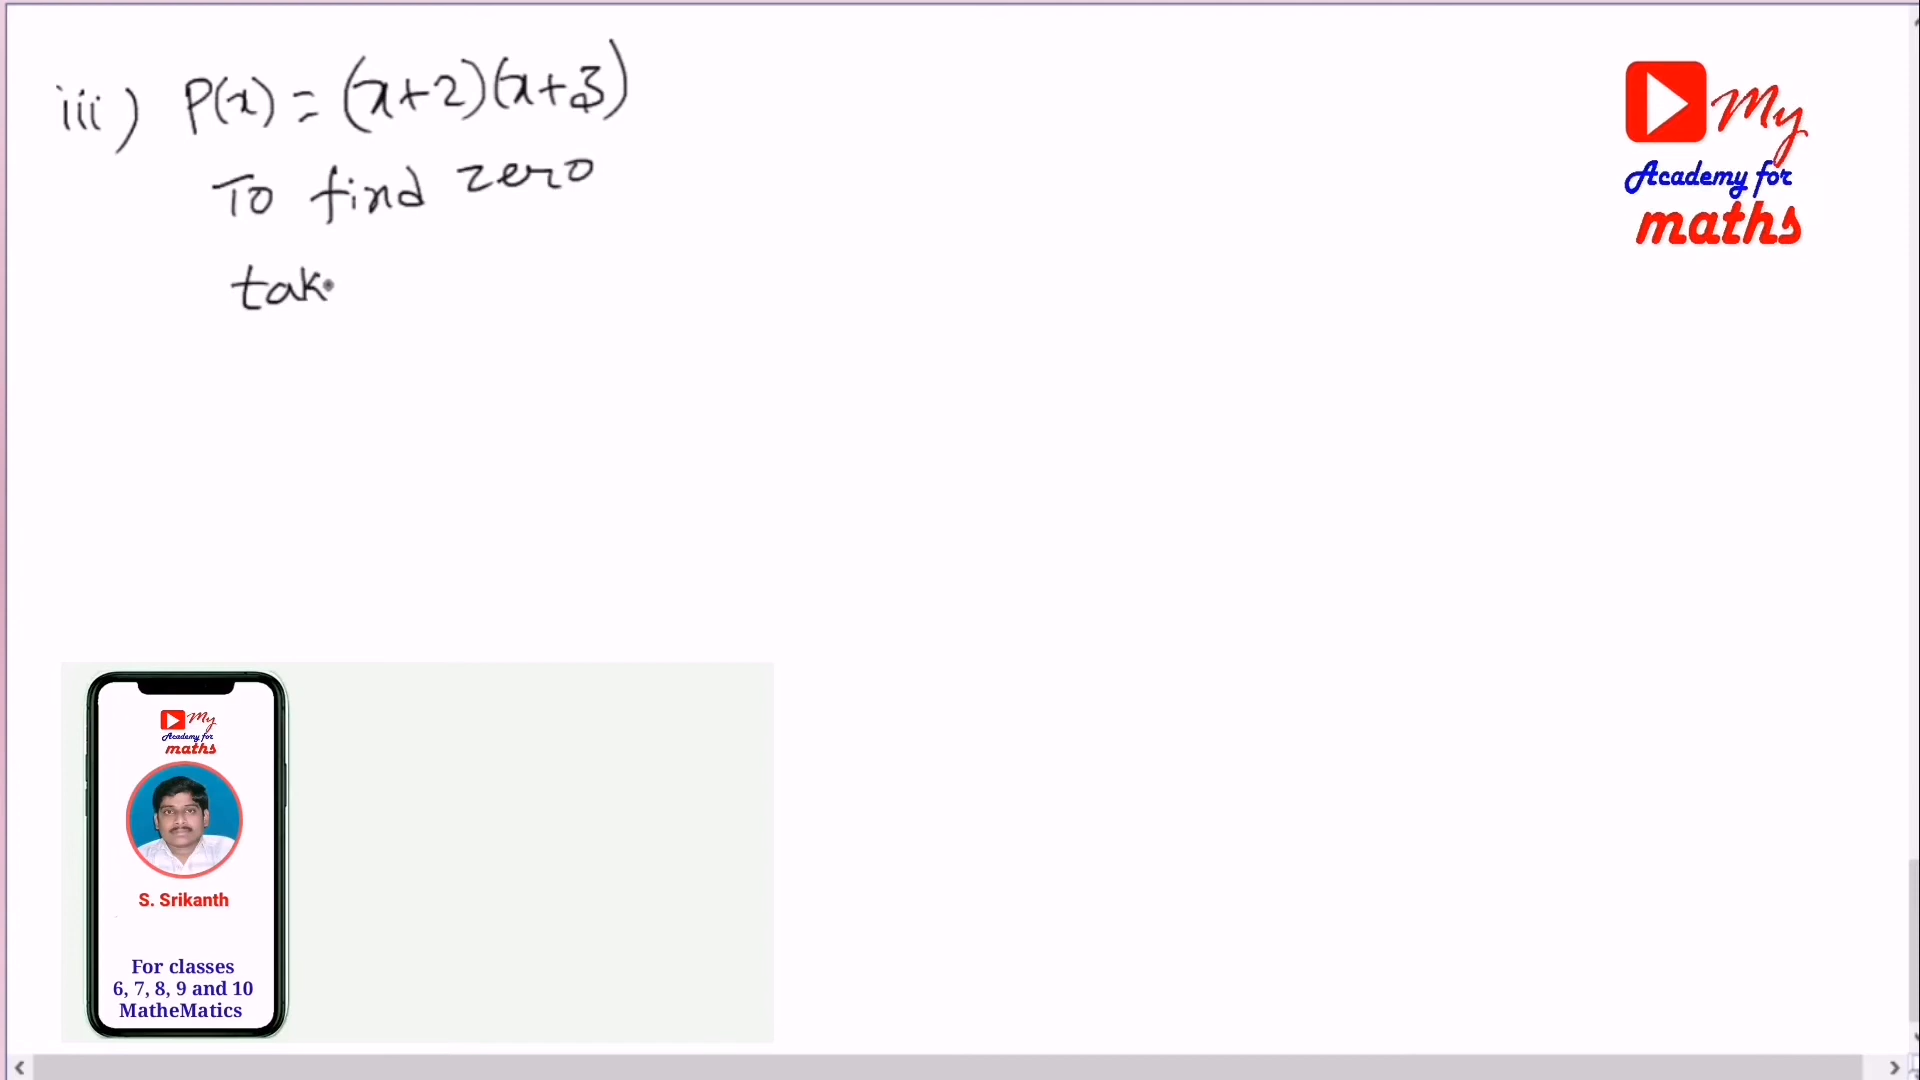 iii) P(x) = (x+2)(x+3)
To find zero
tak
My
Academy for
maths
My
Academy for
maths
S. Srikanth
For classes
6, 7, 8, 9 and 10
MatheMatics